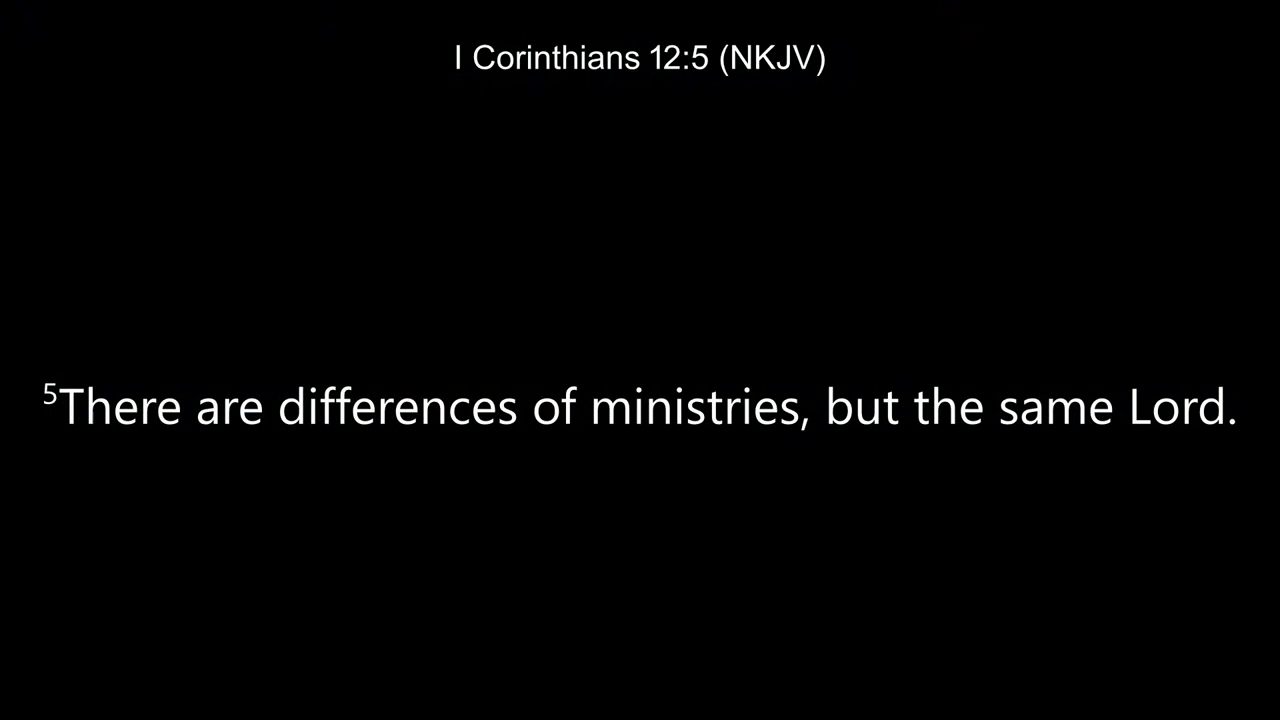 I Corinthians 12:5 (NKJV)
⁵There are differences of ministries, but the same Lord.